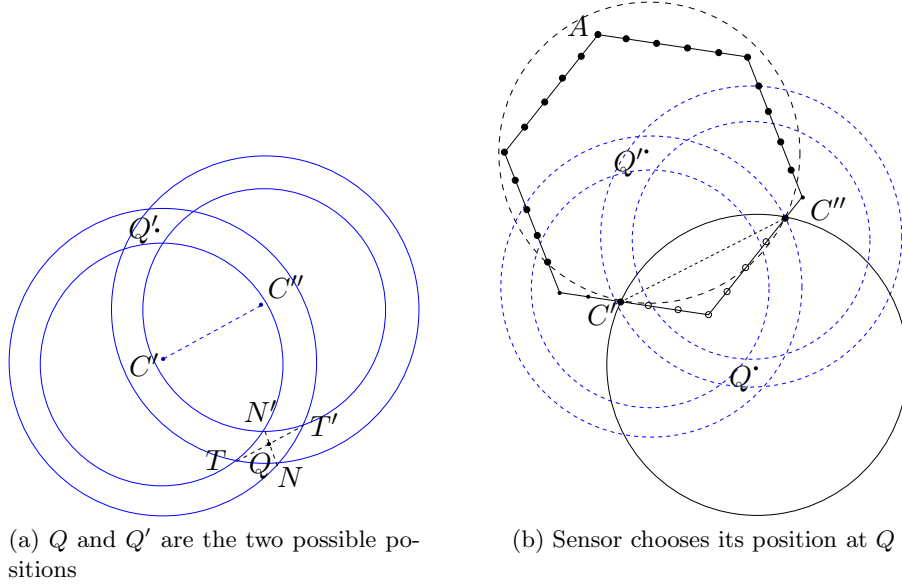 A
Q′
C″
C′
Q
Q′
C″
C′
N′
T′
T
Q
N
(a) Q and Q′ are the two possible po-
sitions
(b) Sensor chooses its position at Q